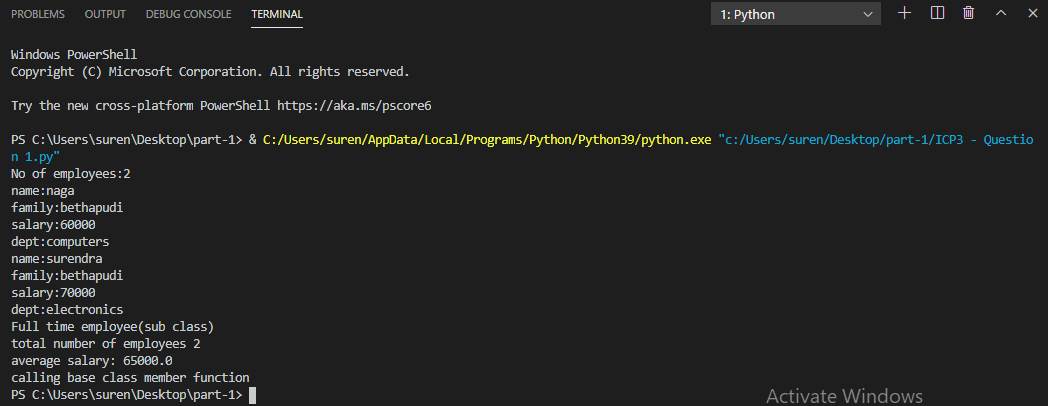 PROBLEMS OUTPUT DEBUG CONSOLE TERMINAL 1: Python
Windows PowerShell
Copyright (C) Microsoft Corporation. All rights reserved.
Try the new cross-platform PowerShell https://aka.ms/pscore6
PS C:\Users\suren\Desktop\part-1> & C:/Users/suren/AppData/Local/Programs/Python/Python39/python.exe "c:/Users/suren/Desktop/part-1/ICP3 - Questio
n 1.py"
No of employees:2
name:naga
family:bethapudi
salary:60000
dept:computers
name:surendra
family:bethapudi
salary:70000
dept:electronics
Full time employee(sub class)
total number of employees 2
average salary: 65000.0
calling base class member function
PS C:\Users\suren\Desktop\part-1>
Activate Windows